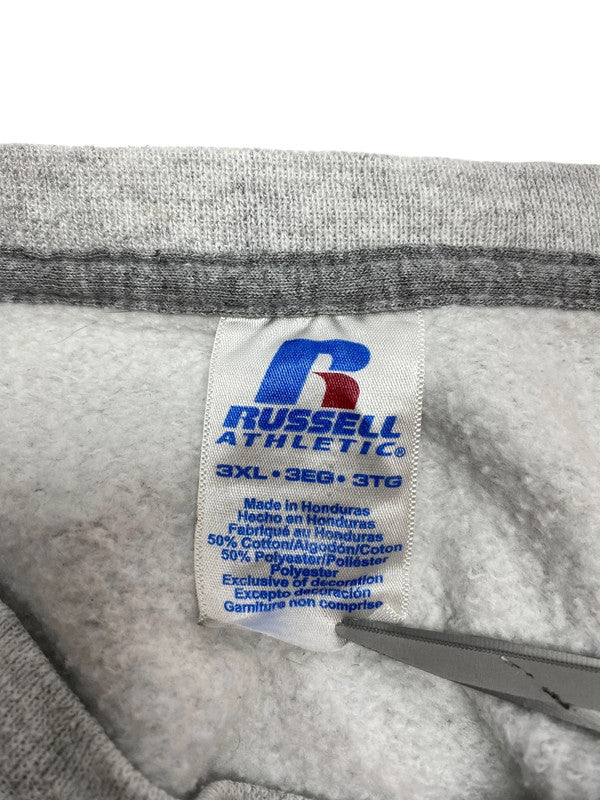 RUSSELL
ATHLETIC®
3XL • 3EG • 3TG
Made in Honduras
Hecho en Honduras
Fabriqué au Honduras
50% Cotton/Algodón/Coton
50% Polyester/Poliéster
Polyester
Exclusive of decoration
Excepto decoración
Garniture non comprise